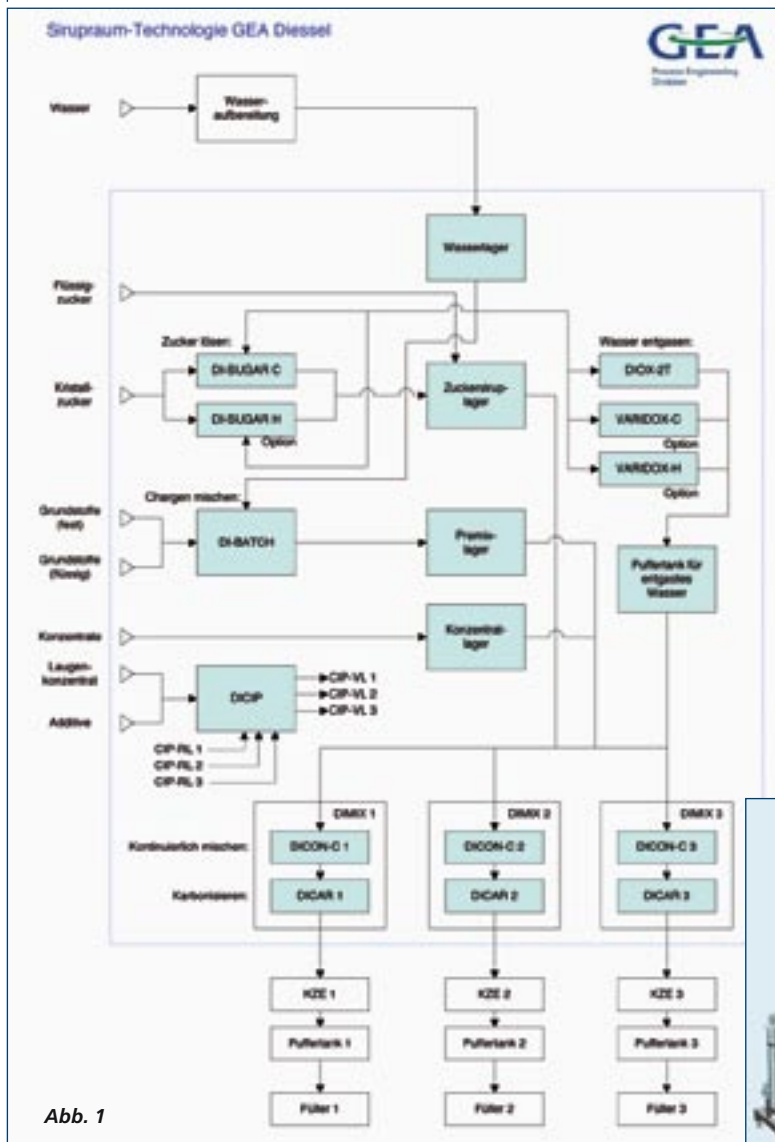 Sirupraum-Technologie GEA Diessel
GEA
Process Engineering
Division
Wasser
Wasser-
aufbereitung
Wasserlager
Flüssig-
zucker
Zucker lösen:
Wasser entgasen:
Kristall-
zucker
DI-SUGAR C
DI-SUGAR H
Option
Zuckersirup-
lager
DIOX-2T
VARIDOX-C
Option
VARIDOX-H
Option
Chargen mischen:
Grundstoffe
(fest)
Grundstoffe
(flüssig)
DI-BATCH
Premix-
lager
Puffertank für
entgastes
Wasser
Konzentrate
Konzentrat-
lager
Laugen-
konzentrat
Additive
DICIP
CIP-VL 1
CIP-VL 2
CIP-VL 3
CIP-RL 1
CIP-RL 2
CIP-RL 3
DIMIX 1
DIMIX 2
DIMIX 3
Kontinuierlich mischen:
DICON-C 1
DICON-C 2
DICON-C 3
Karbonisieren:
DICAR 1
DICAR 2
DICAR 3
KZE 1
KZE 2
KZE 3
Puffertank 1
Puffertank 2
Puffertank 3
Füller 1
Füller 2
Füller 3
Abb. 1